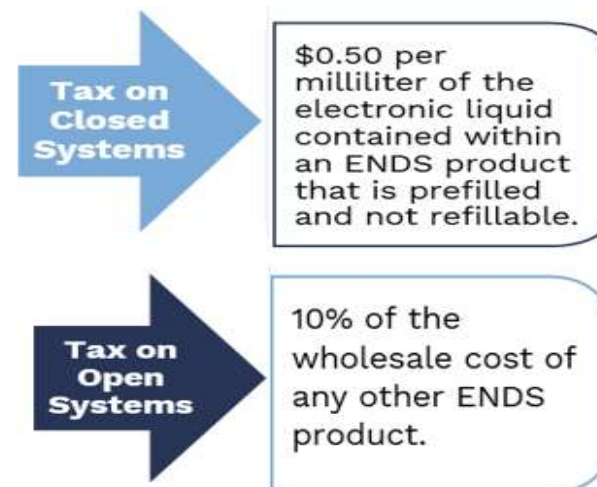 Tax on
Closed
Systems
$0.50 per
milliliter of the
electronic liquid
contained within
an ENDS product
that is prefilled
and not refillable.
Tax on
Open
Systems
10% of the
wholesale cost of
any other ENDS
product.